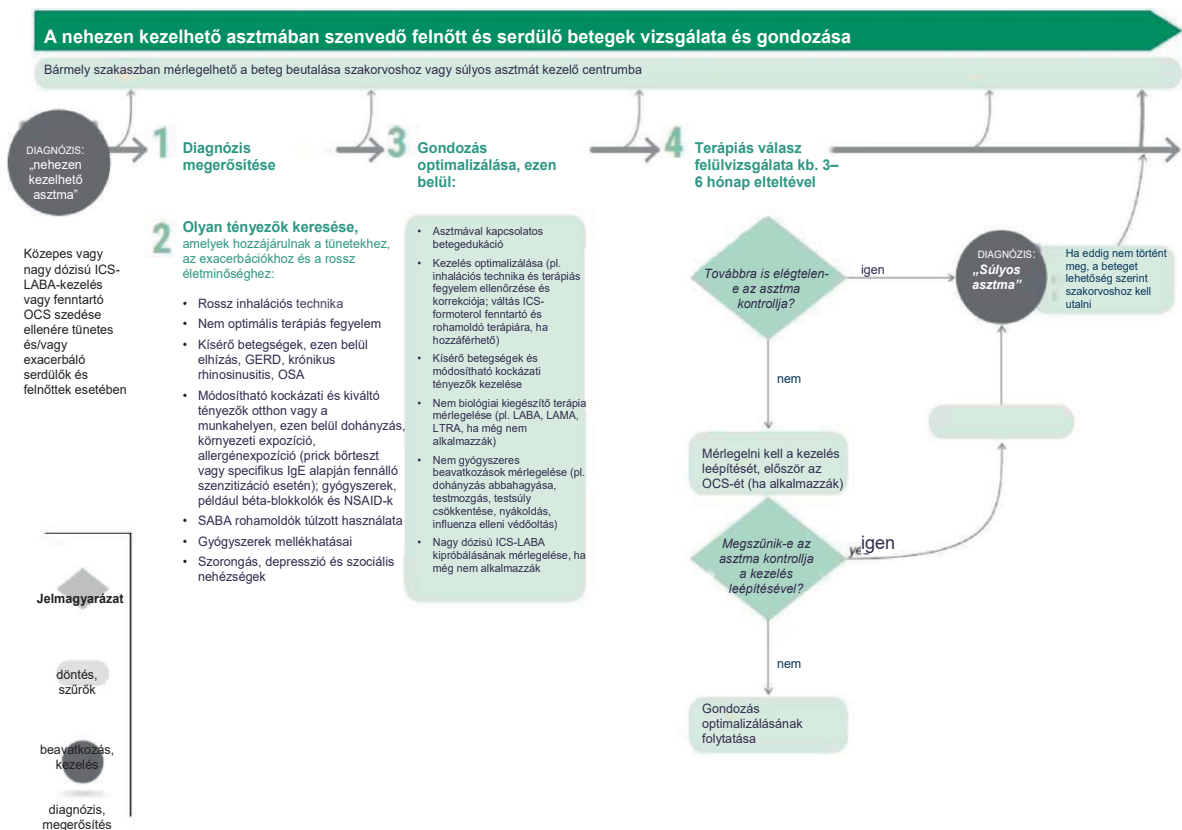 A nehezen kezelhető asztmában szenvedő felnőtt és serdülő betegek vizsgálata és gondozása
Bármely szakaszban mérlegelhető a beteg beutalása szakorvoshoz vagy súlyos asztmát kezelő centrumba
DIAGNÓZIS:
„nehezen
kezelhető
asztma”
Közepes vagy
nagy dózisú ICS-
LABA-kezelés
vagy fenntartó
OCS szedése
ellenére tünetes
és/vagy
exacerbáló
serdülők és
felnőttek esetében
1 Diagnózis
megerősítése
2 Olyan tényezők keresése,
amelyek hozzájárulnak a tünetekhez,
az exacerbációkhoz és a rossz
életminőséghez:
• Rossz inhalációs technika
• Nem optimális terápiás fegyelem
• Kísérő betegségek, ezen belül
elhízás, GERD, krónikus
rhinosinusitis, OSA
• Módosítható kockázati és kiváltó
tényezők otthon vagy a
munkahelyen, ezen belül dohányzás,
környezeti expozíció,
allergénexpozíció (prick bőrteszt
vagy specifikus IgE alapján fennálló
szenzitizáció esetén); gyógyszerek,
például béta-blokkolók és NSAID-k
• SABA rohamoldók túlzott használata
• Gyógyszerek mellékhatásai
• Szorongás, depresszió és szociális
nehézségek
3 Gondozás
optimalizálása, ezen
belül:
• Asztmával kapcsolatos
betegedukáció
• Kezelés optimalizálása (pl.
inhalációs technika és terápiás
fegyelem ellenőrzése és
korrekciója; váltás ICS-
formoterol fenntartó és
rohamoldó terápiára, ha
hozzáférhető)
• Kísérő betegségek és
módosítható kockázati
tényezők kezelése
• Nem biológiai kiegészítő terápia
mérlegelése (pl. LABA, LAMA,
LTRA, ha még nem
alkalmazzák)
• Nem gyógyszeres
beavatkozások mérlegelése (pl.
dohányzás abbahagyása,
testmozgás, testsúly
csökkentése, nyákoldás,
influenza elleni védőoltás)
• Nagy dózisú ICS-LABA
kipróbálásának mérlegelése, ha
még nem alkalmazzák
4 Terápiás válasz
felülvizsgálata kb. 3–
6 hónap elteltével
Továbbra is elégtelen-
e az asztma
kontrollja?
igen
nem
DIAGNÓZIS:
„Súlyos
asztma”
Ha eddig nem történt
meg, a beteget
lehetőség szerint
szakorvoshoz kell
utalni
Mérlegelni kell a kezelés
leépítését, először az
OCS-ét (ha alkalmazzák)
Megszűnik-e az
asztma kontrollja
a kezelés
leépítésével?
yes
igen
nem
Gondozás
optimalizálásának
folytatása
Jelmagyarázat
döntés,
szűrők
beavatkozás,
kezelés
diagnózis,
megerősítés